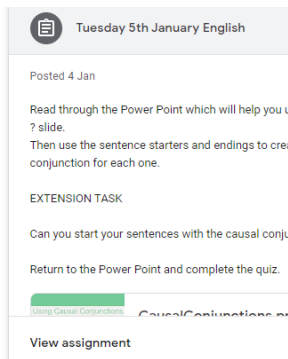 Tuesday 5th January English
Posted 4 Jan
Read through the Power Point which will help you
? slide.
Then use the sentence starters and endings to
conjunction for each one.
EXTENSION TASK
Can you start your sentences with the causal
Return to the Power Point and complete the quiz.
Using Causal Conjunctions
View assignment